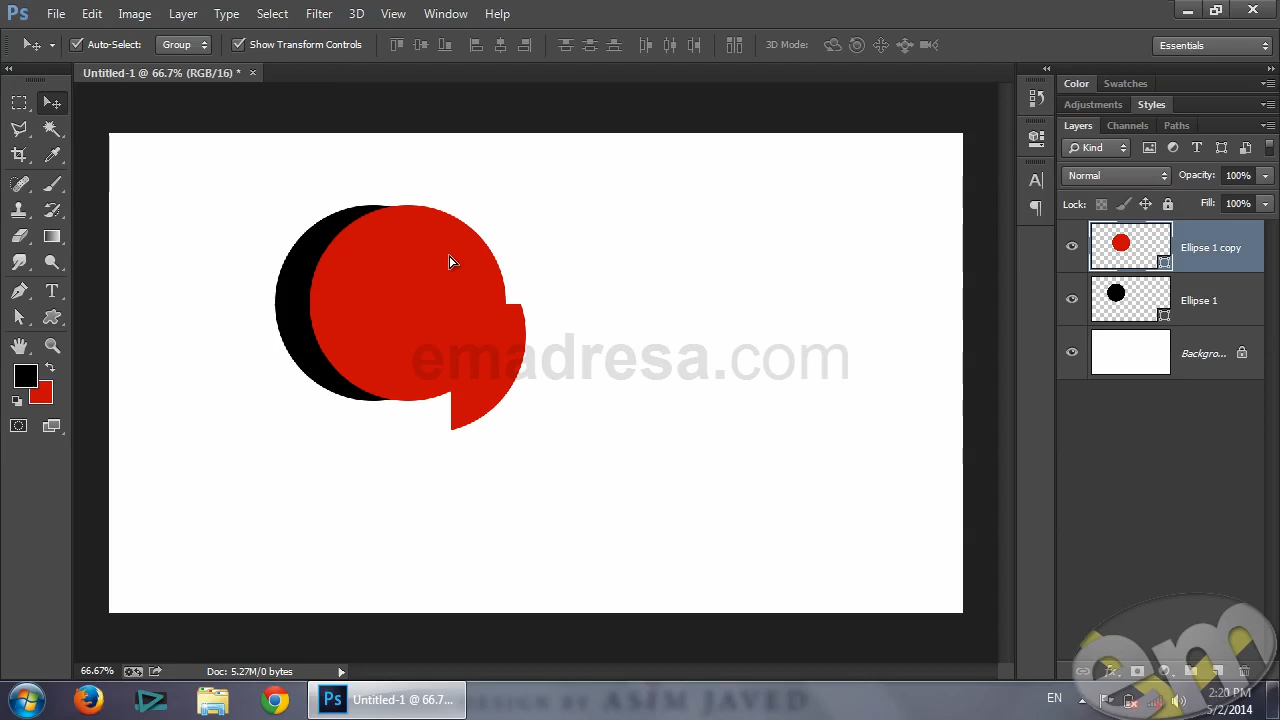 Ps File Edit Image Layer Type Select Filter 3D View Window Help
Auto-Select: Group Show Transform Controls 3D Mode: Essentials
Untitled-1 @ 66.7% (RGB/16) * ×
Color Swatches
Adjustments Styles
Layers Channels Paths
Kind
Normal Opacity: 100%
Lock: Fill: 100%
Ellipse 1 copy
Ellipse 1
Backgro...
emadresa.com
66.67% Doc: 5.27M/0 bytes
em
Ps Untitled-1 @ 66.7... EN 2:20 PM
5/2/2014